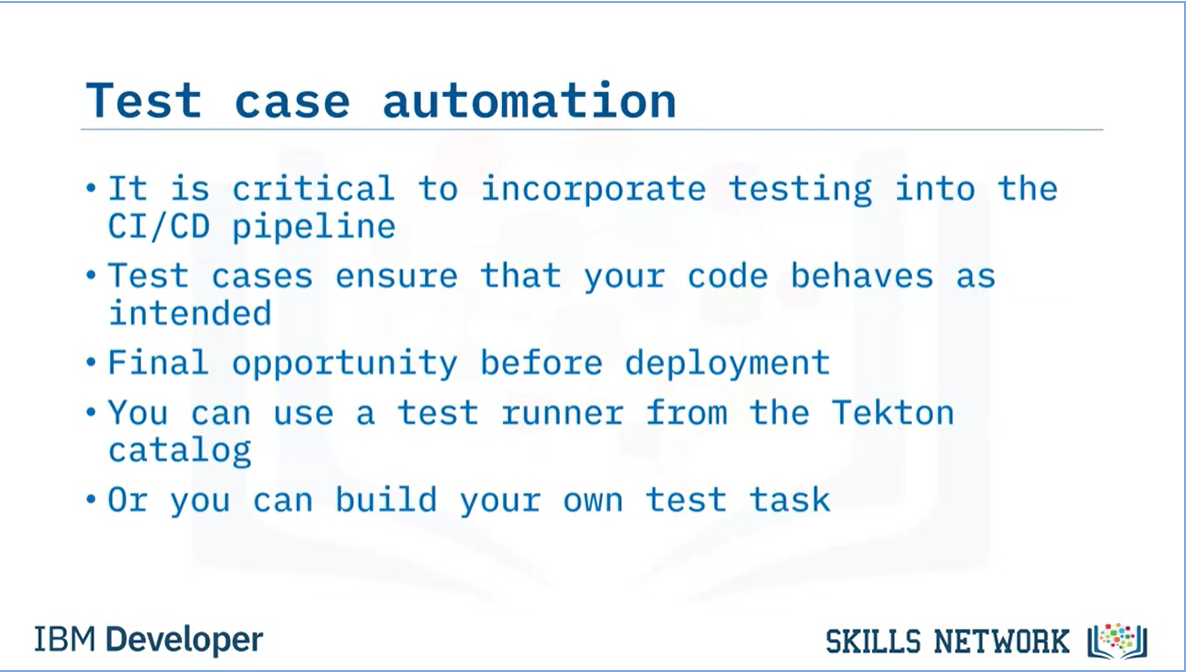 Test case automation
• It is critical to incorporate testing into the
CI/CD pipeline
• Test cases ensure that your code behaves as
intended
• Final opportunity before deployment
• You can use a test runner from the Tekton
catalog
• Or you can build your own test task
IBM Developer
SKILLS NETWORK